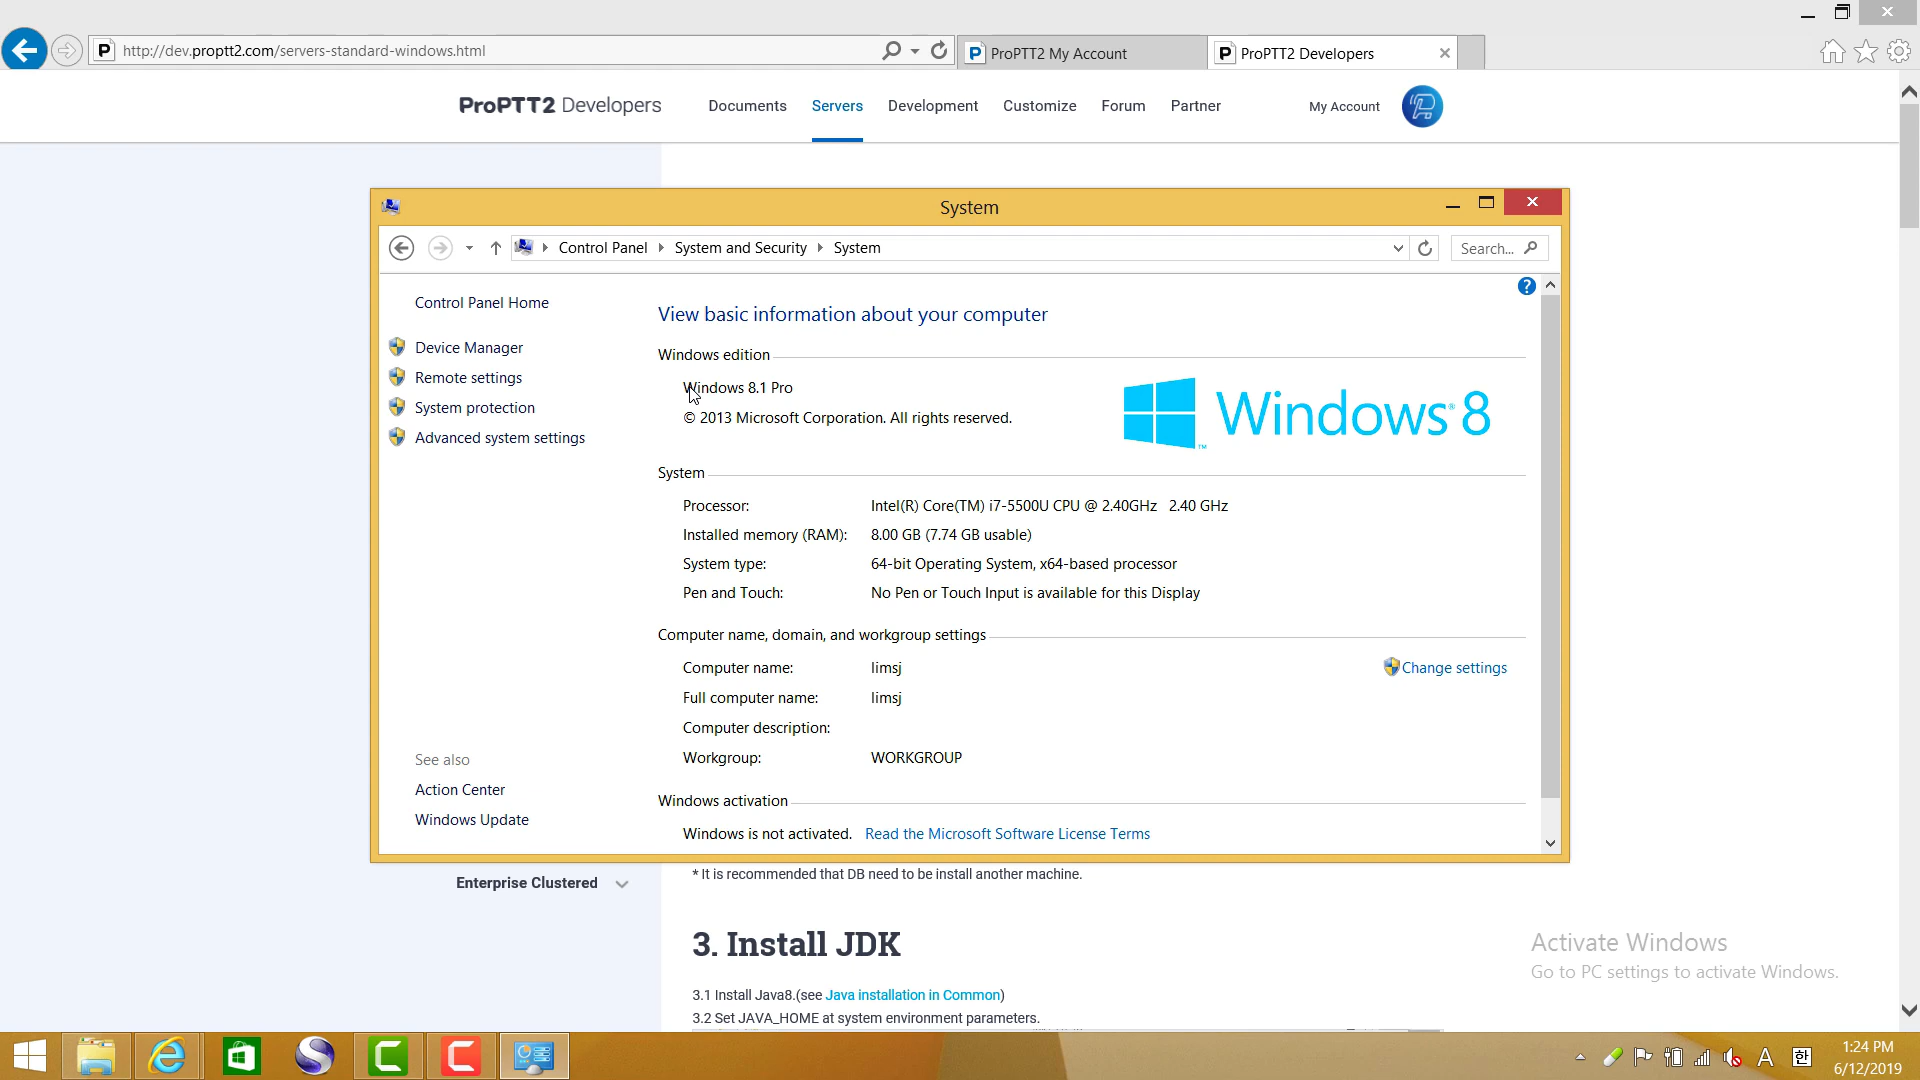 http://dev.proptt2.com/servers-standard-windows.html
ProPTT2 My Account
ProPTT2 Developers
ProPTT2 Developers
Documents
Servers
Development
Customize
Forum
Partner
My Account
System
Control Panel
System and Security
System
Search...
Control Panel Home
Device Manager
Remote settings
System protection
Advanced system settings
See also
Action Center
Windows Update
View basic information about your computer
Windows edition
Windows 8.1 Pro
© 2013 Microsoft Corporation. All rights reserved.
Windows® 8
System
Processor: Intel(R) Core(TM) i7-5500U CPU @ 2.40GHz 2.40 GHz
Installed memory (RAM): 8.00 GB (7.74 GB usable)
System type: 64-bit Operating System, x64-based processor
Pen and Touch: No Pen or Touch Input is available for this Display
Computer name, domain, and workgroup settings
Computer name: limsj
Change settings
Full computer name: limsj
Computer description:
Workgroup: WORKGROUP
Windows activation
Windows is not activated. Read the Microsoft Software License Terms
Enterprise Clustered
* It is recommended that DB need to be install another machine.
3. Install JDK
3.1 Install Java8.(see Java installation in Common)
3.2 Set JAVA_HOME at system environment parameters.
Activate Windows
Go to PC settings to activate Windows.
A
한
1:24 PM
6/12/2019